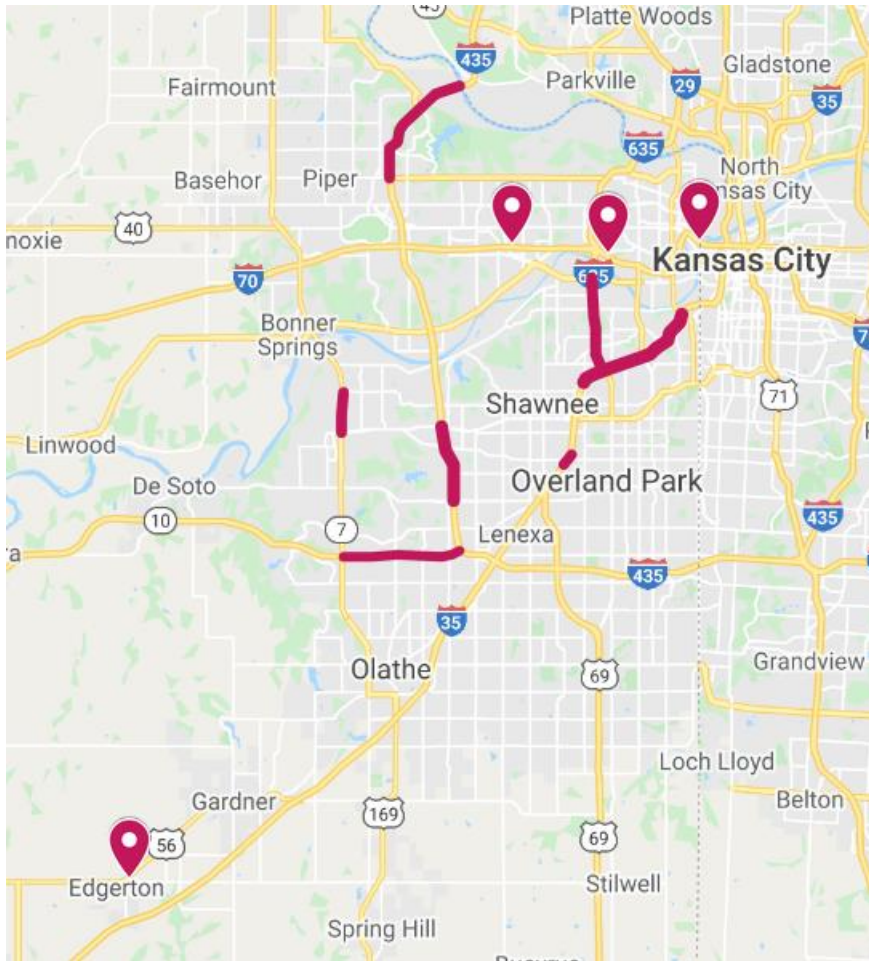 45
Platte Woods
435
Parkville
Gladstone
Fairmount
29
35
635
North
nsas City
Basehor
Piper
40
noxie
Kansas City
635
70
Bonner
Springs
71
Shawnee
Linwood
De Soto
Overland Park
10
7
Lenexa
435
435
35
Olathe
69
Grandview
Loch Lloyd
Gardner
169
Belton
56
69
Edgerton
Stilwell
Spring Hill